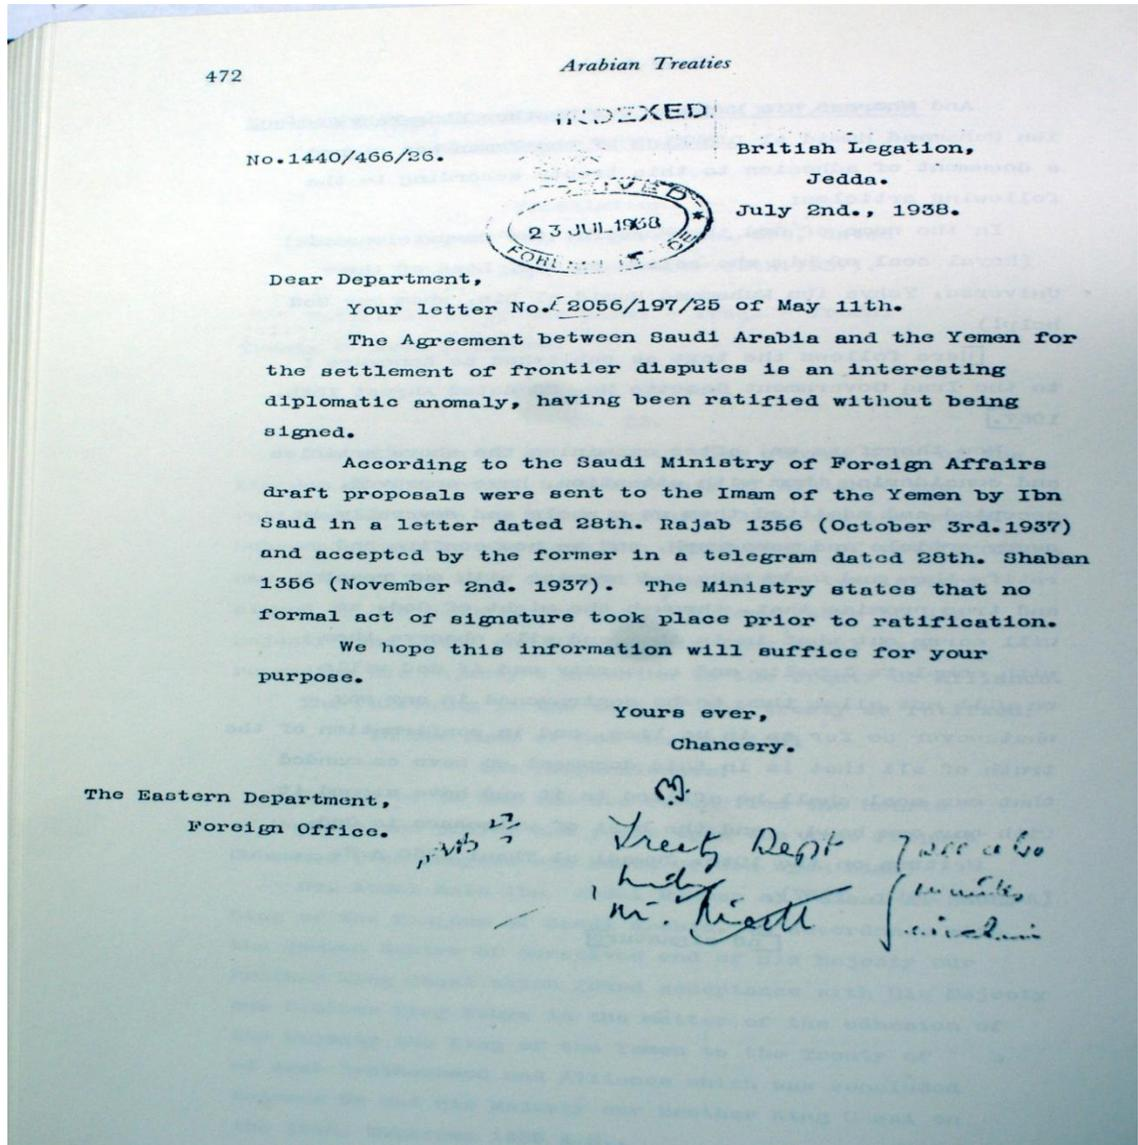 472
Arabian Treaties
INDEXED
No.1440/466/26.
British Legation,
Jedda.
July 2nd., 1938.
23 JUL 1938
Dear Department,
Your letter No.E 2056/197/25 of May 11th.
The Agreement between Saudi Arabia and the Yemen for
the settlement of frontier disputes is an interesting
diplomatic anomaly, having been ratified without being
signed.
According to the Saudi Ministry of Foreign Affairs
draft proposals were sent to the Imam of the Yemen by Ibn
Saud in a letter dated 28th. Rajab 1356 (October 3rd.1937)
and accepted by the former in a telegram dated 28th. Shaban
1356 (November 2nd. 1937). The Ministry states that no
formal act of signature took place prior to ratification.
We hope this information will suffice for your
purpose.
Yours ever,
Chancery.
The Eastern Department,
Foreign Office.
Treaty Dept